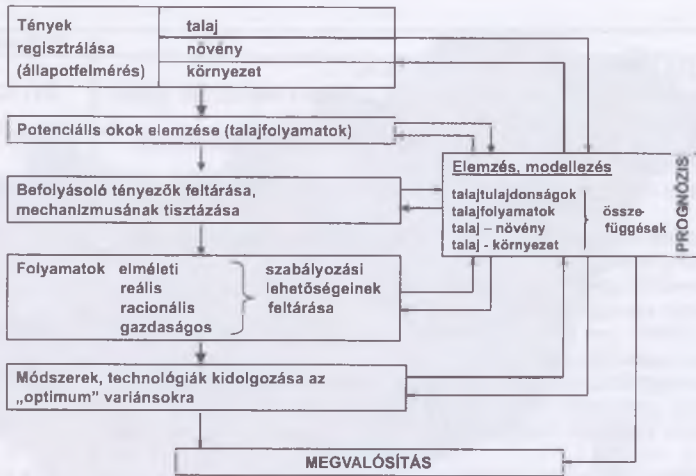 Tények talaj
regisztrálása növény
(állapotfelmérés) környezet
Potenciális okok elemzése (talajfolyamatok)
Befolyásoló tényezők feltárása,
mechanizmusának tisztázása
Folyamatok elméleti szabályozási
reális lehetőségeinek
racionális feltárása
gazdaságos
Módszerek, technológiák kidolgozása az
„optimum” variánsokra
MEGVALÓSÍTÁS
Elemzés, modellezés
talajtulajdonságok
talajfolyamatok össze-
talaj – növény függések
talaj - környezet
PROGNÓZIS